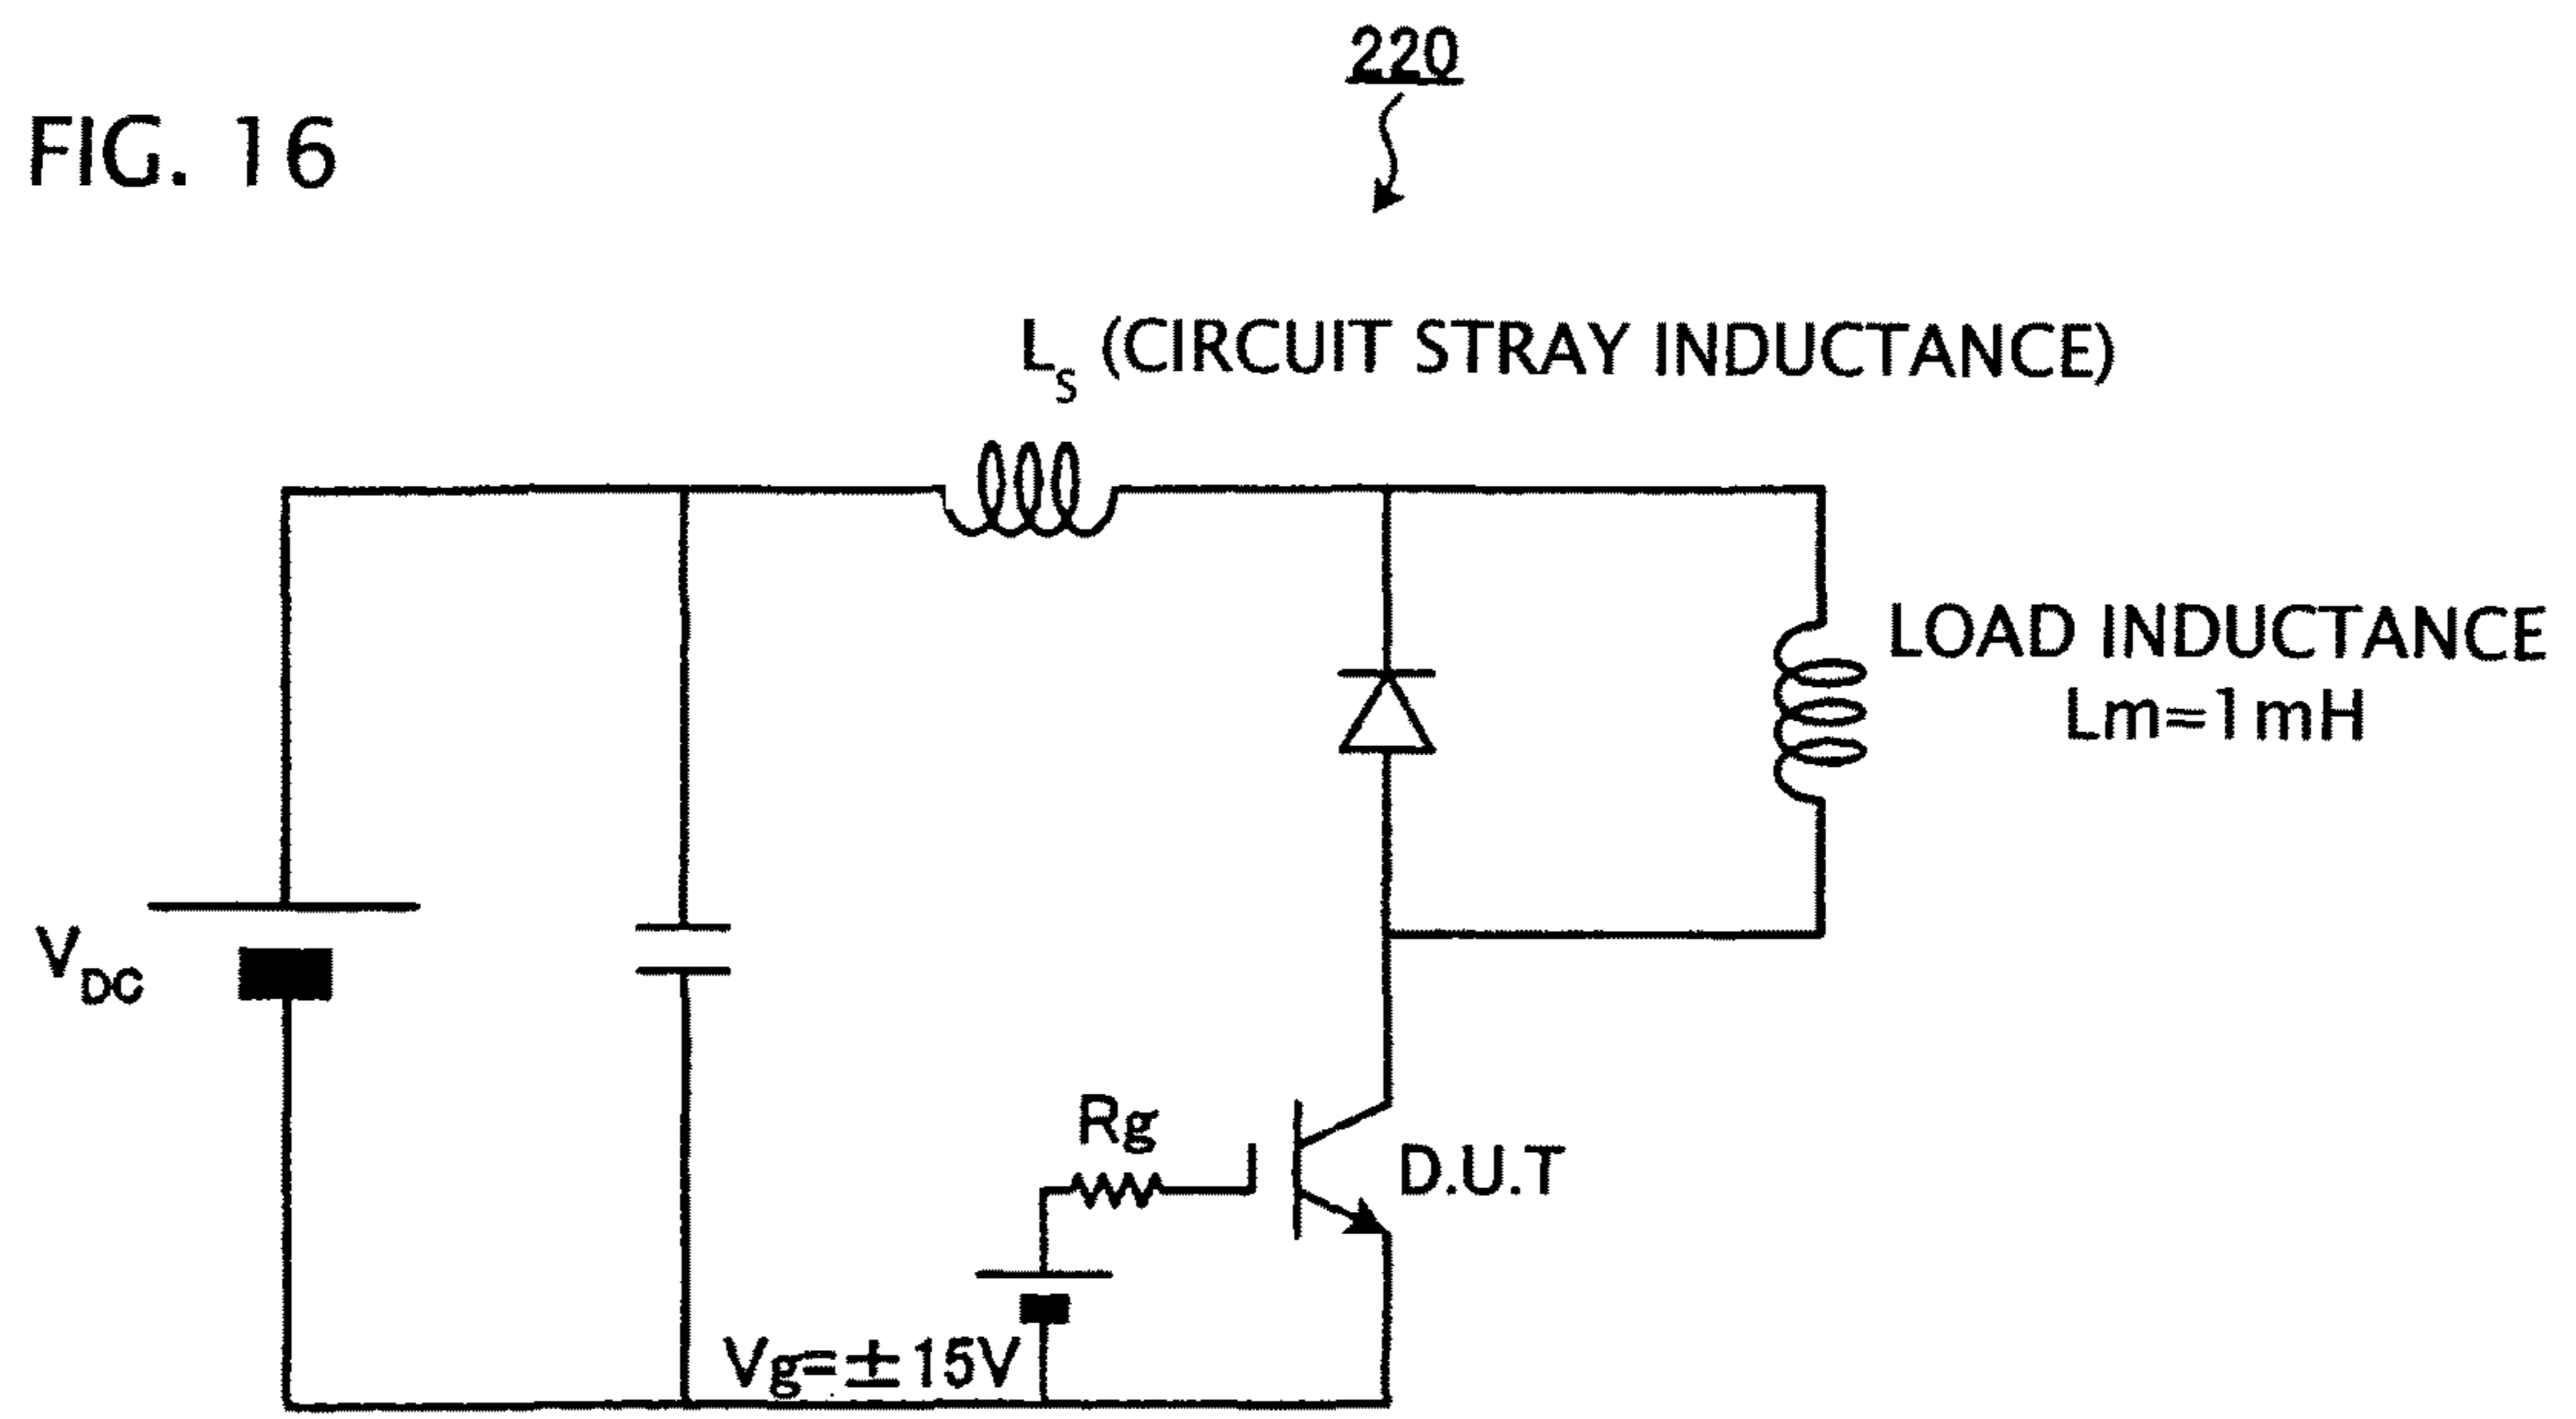 220
FIG. 16
LS (CIRCUIT STRAY INDUCTANCE)
LOAD INDUCTANCE
Lm=1mH
VDC
Rg
D.U.T
Vg=±15V